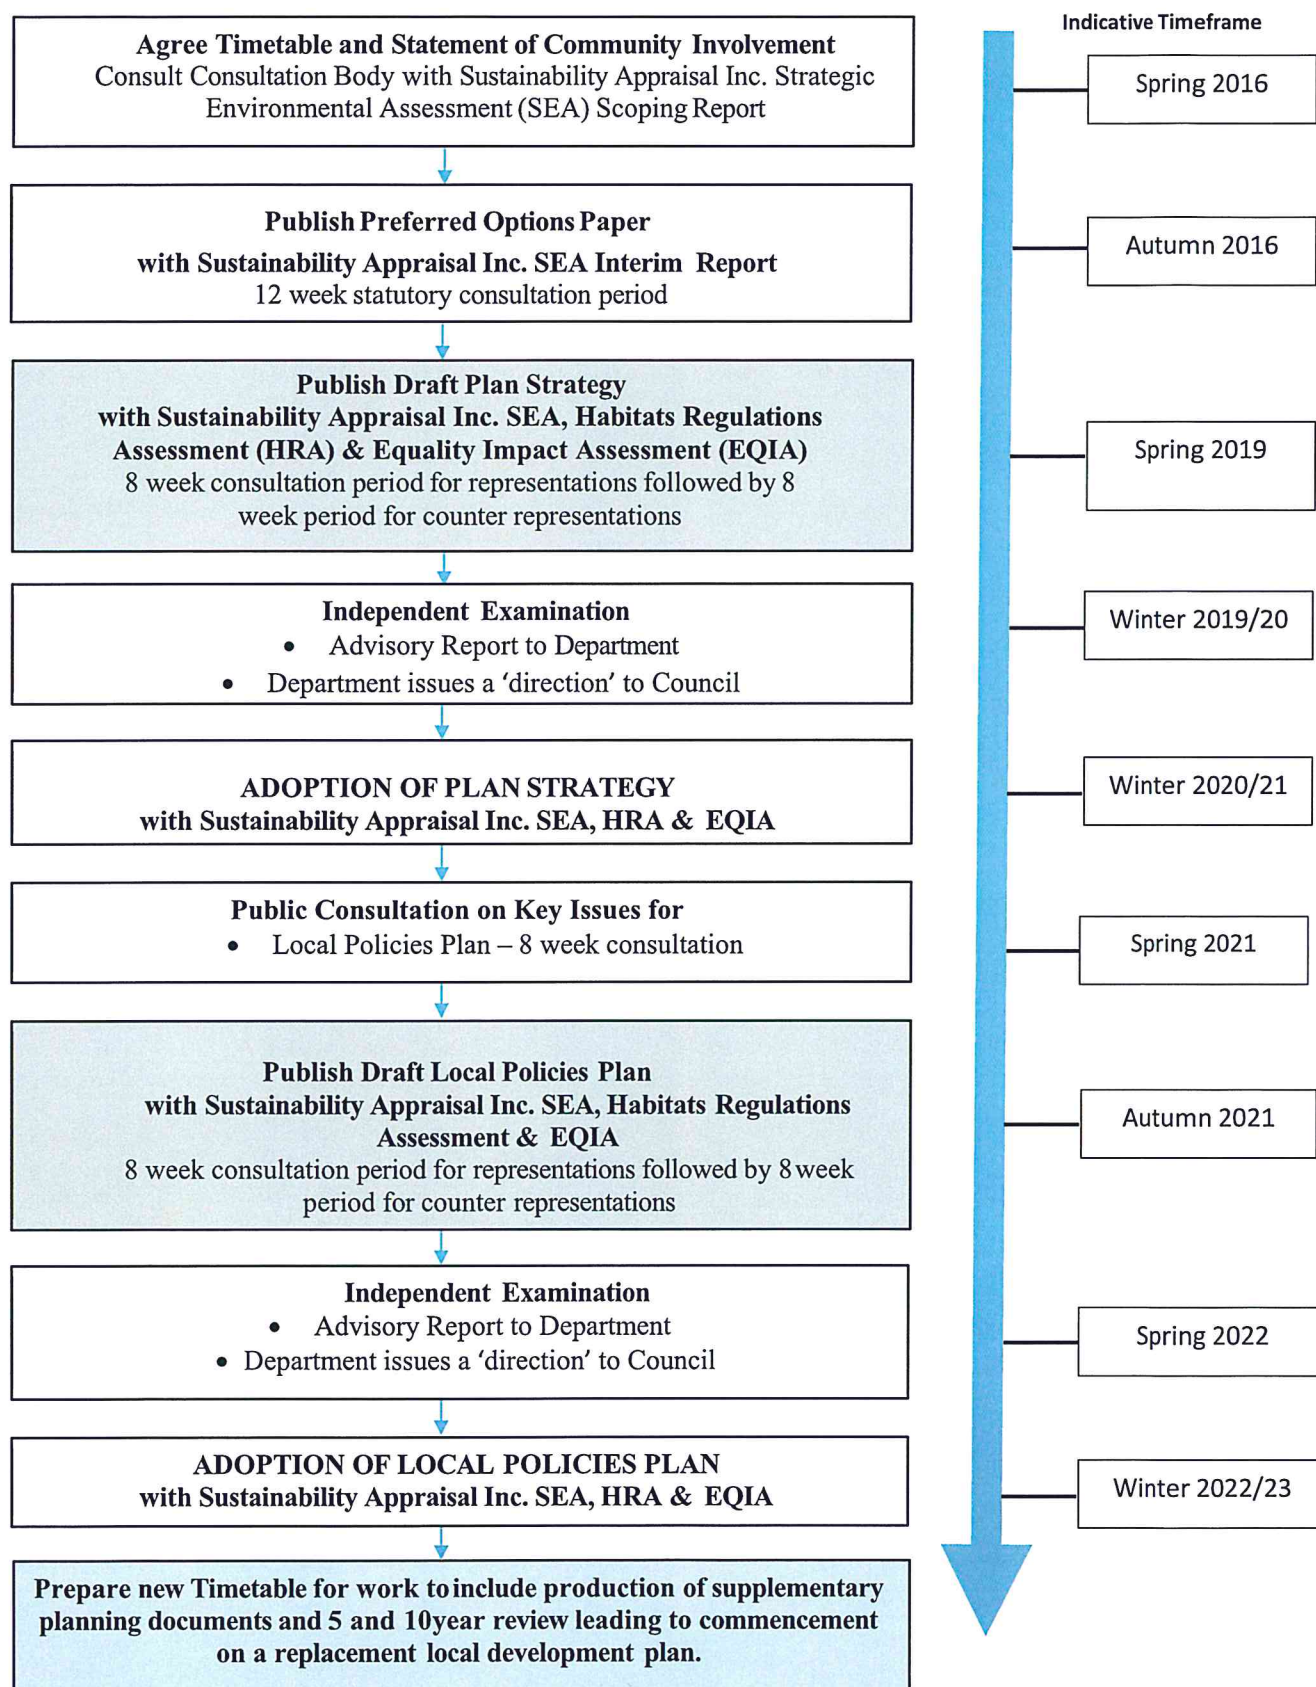 Indicative Timeframe
Agree Timetable and Statement of Community Involvement
Consult Consultation Body with Sustainability Appraisal Inc. Strategic
Environmental Assessment (SEA) Scoping Report
Spring 2016
Publish Preferred Options Paper
with Sustainability Appraisal Inc. SEA Interim Report
12 week statutory consultation period
Autumn 2016
Publish Draft Plan Strategy
with Sustainability Appraisal Inc. SEA, Habitats Regulations
Assessment (HRA) & Equality Impact Assessment (EQIA)
8 week consultation period for representations followed by 8
week period for counter representations
Spring 2019
Independent Examination
• Advisory Report to Department
• Department issues a ‘direction’ to Council
Winter 2019/20
ADOPTION OF PLAN STRATEGY
with Sustainability Appraisal Inc. SEA, HRA & EQIA
Winter 2020/21
Public Consultation on Key Issues for
• Local Policies Plan – 8 week consultation
Spring 2021
Publish Draft Local Policies Plan
with Sustainability Appraisal Inc. SEA, Habitats Regulations
Assessment & EQIA
8 week consultation period for representations followed by 8 week
period for counter representations
Autumn 2021
Independent Examination
• Advisory Report to Department
• Department issues a ‘direction’ to Council
Spring 2022
ADOPTION OF LOCAL POLICIES PLAN
with Sustainability Appraisal Inc. SEA, HRA & EQIA
Winter 2022/23
Prepare new Timetable for work to include production of supplementary
planning documents and 5 and 10year review leading to commencement
on a replacement local development plan.